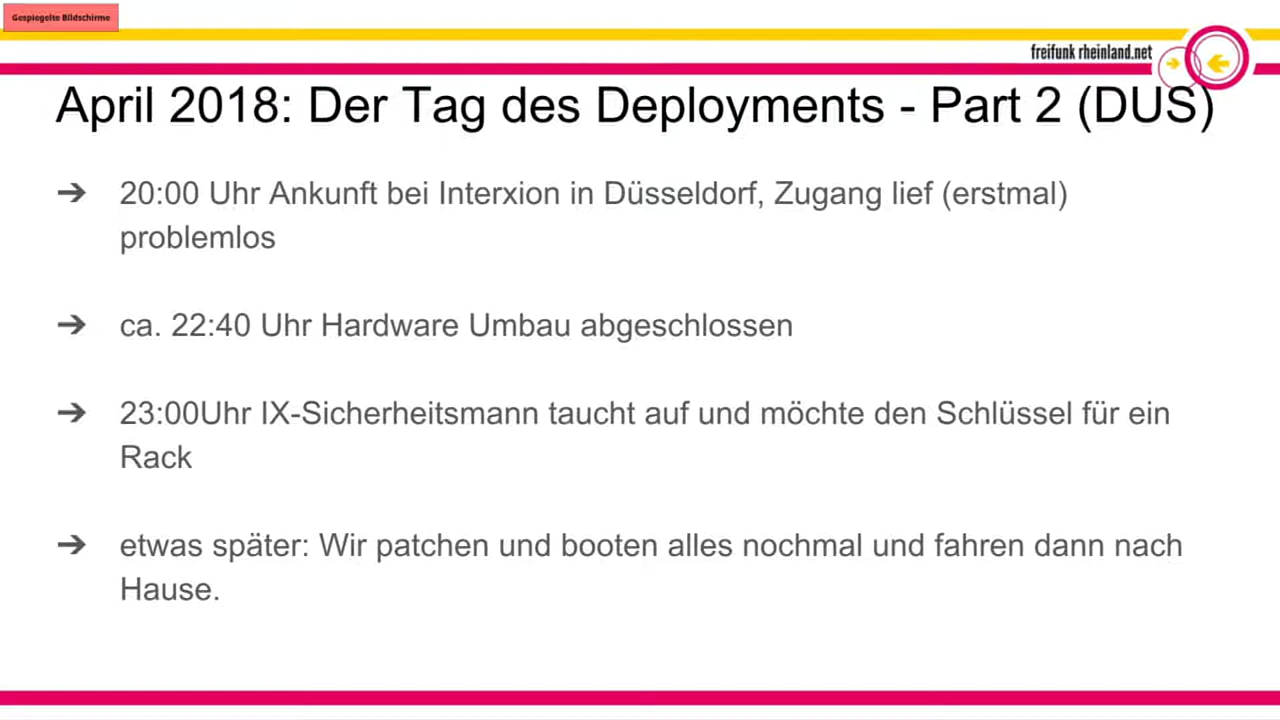 Gespiegelte Bildschirme
freifunk rheinland.net
April 2018: Der Tag des Deployments - Part 2 (DUS)
➔ 20:00 Uhr Ankunft bei Interxion in Düsseldorf, Zugang lief (erstmal)
problemlos
➔ ca. 22:40 Uhr Hardware Umbau abgeschlossen
➔ 23:00Uhr IX-Sicherheitsmann taucht auf und möchte den Schlüssel für ein
Rack
➔ etwas später: Wir patchen und booten alles nochmal und fahren dann nach
Hause.